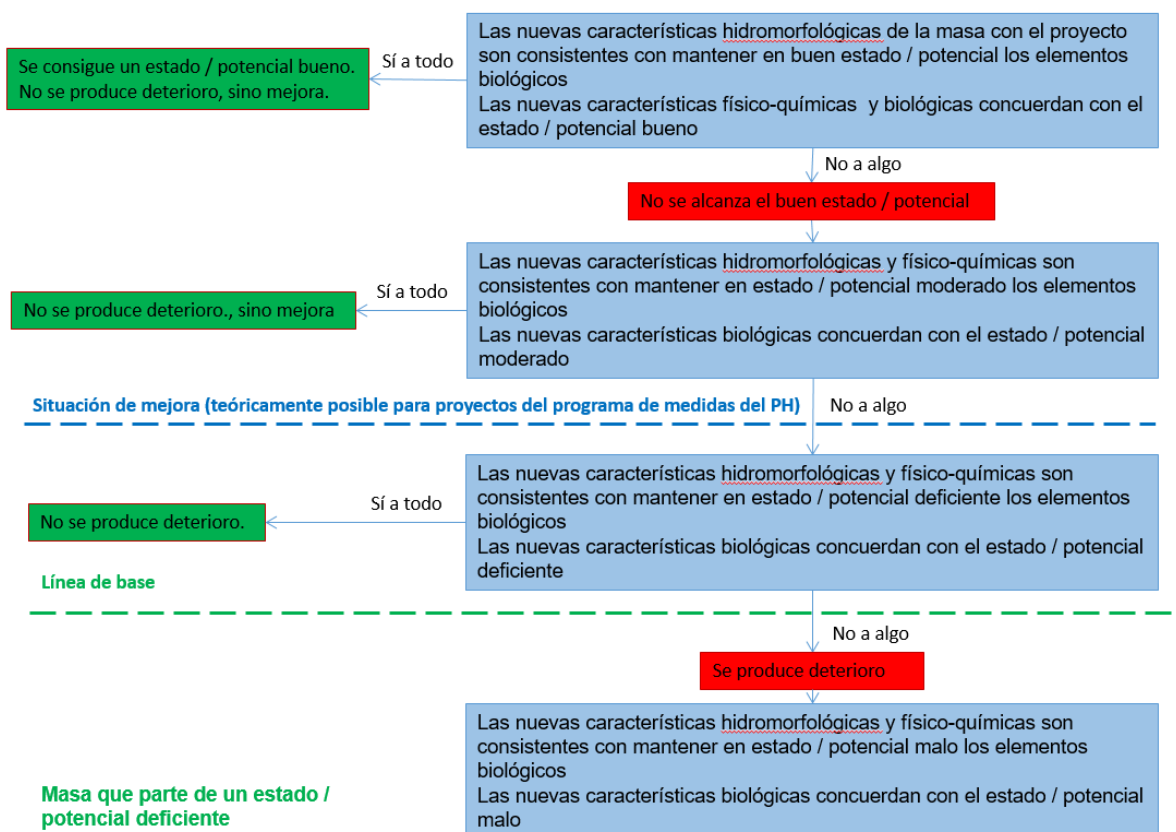 Las nuevas características hidromorfológicas de la masa con el proyecto
son consistentes con mantener en buen estado / potencial los elementos
biológicos
Las nuevas características físico-químicas y biológicas concuerdan con el
estado / potencial bueno
Sí a todo
Se consigue un estado / potencial bueno.
No se produce deterioro, sino mejora.
No a algo
No se alcanza el buen estado / potencial
Las nuevas características hidromorfológicas y físico-químicas son
consistentes con mantener en estado / potencial moderado los elementos
biológicos
Las nuevas características biológicas concuerdan con el estado / potencial
moderado
Sí a todo
No se produce deterioro., sino mejora
Situación de mejora (teóricamente posible para proyectos del programa de medidas del PH)
No a algo
Las nuevas características hidromorfológicas y físico-químicas son
consistentes con mantener en estado / potencial deficiente los elementos
biológicos
Las nuevas características biológicas concuerdan con el estado / potencial
deficiente
Sí a todo
No se produce deterioro.
Línea de base
No a algo
Se produce deterioro
Las nuevas características hidromorfológicas y físico-químicas son
consistentes con mantener en estado / potencial malo los elementos
biológicos
Las nuevas características biológicas concuerdan con el estado / potencial
malo
Masa que parte de un estado /
potencial deficiente